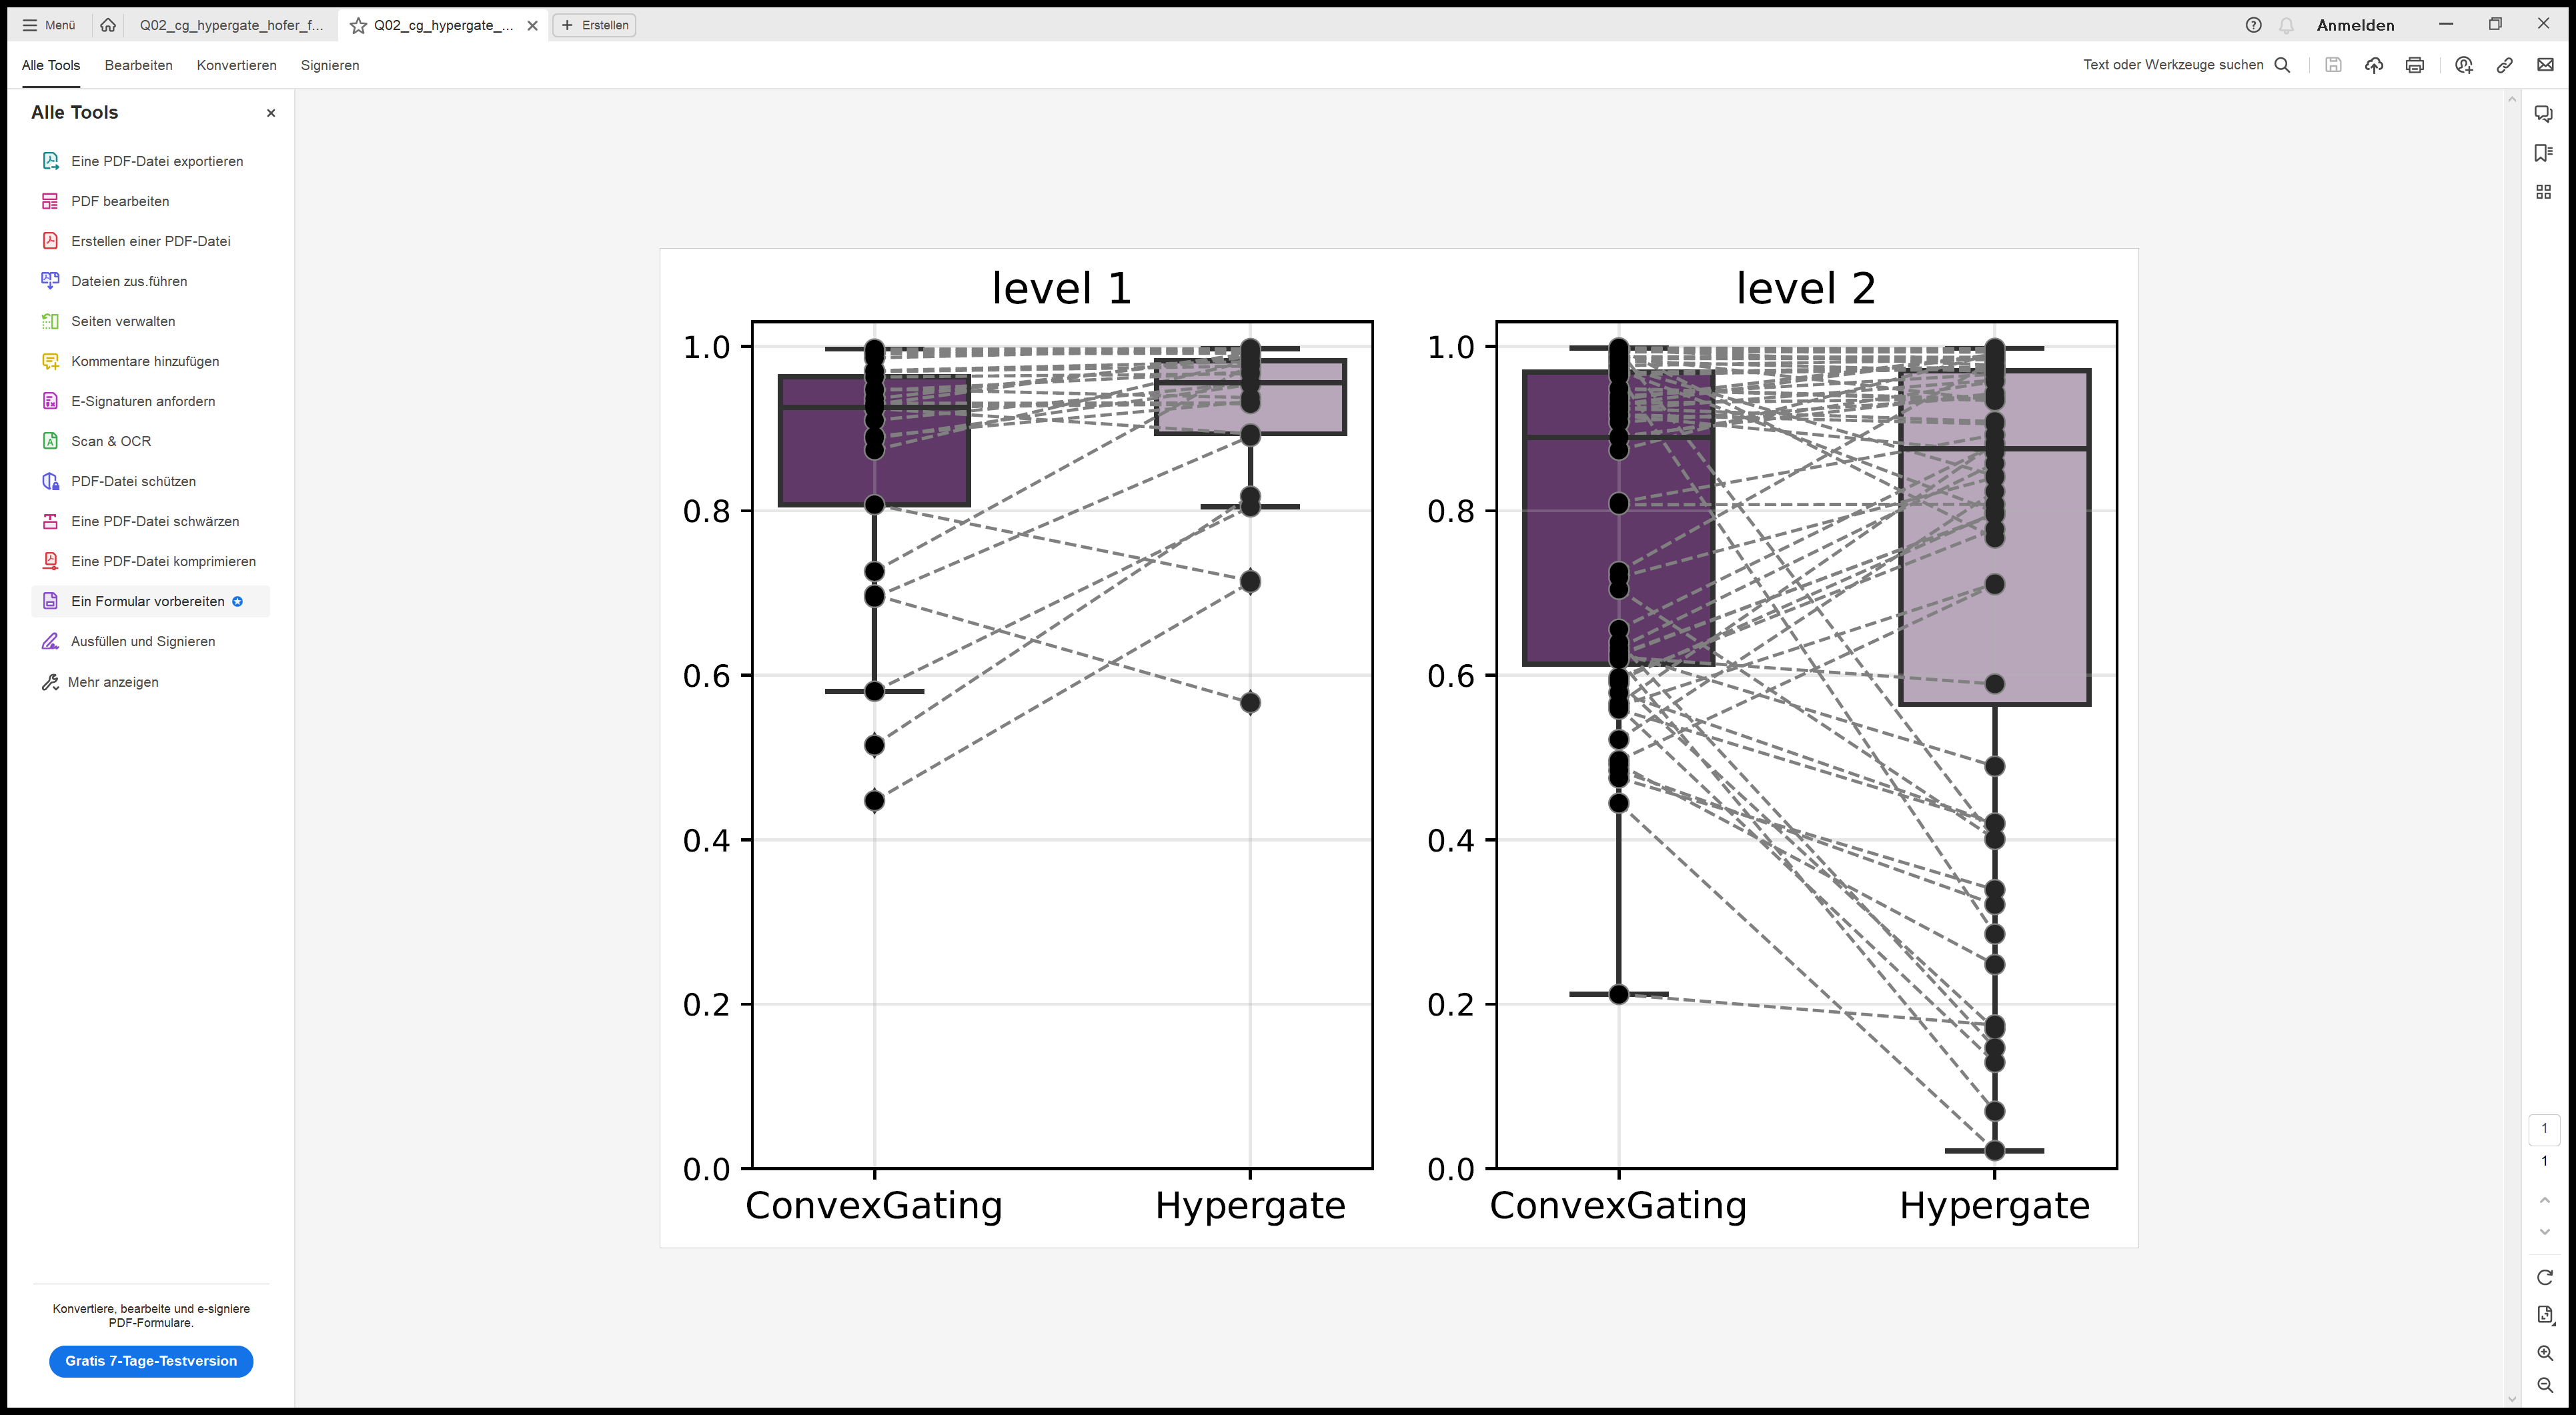 Menü
Q02_cg_hypergate_hofer_f...
Q02_cg_hypergate_...
Erstellen
Anmelden
Alle Tools
Bearbeiten
Konvertieren
Signieren
Text oder Werkzeuge suchen
Alle Tools
Eine PDF-Datei exportieren
PDF bearbeiten
Erstellen einer PDF-Datei
Dateien zus.führen
Seiten verwalten
Kommentare hinzufügen
E-Signaturen anfordern
Scan & OCR
PDF-Datei schützen
Eine PDF-Datei schwärzen
Eine PDF-Datei komprimieren
Ein Formular vorbereiten
Ausfüllen und Signieren
Mehr anzeigen
Konvertiere, bearbeite und e-signiere
PDF-Formulare.
Gratis 7-Tage-Testversion
level 1
1.0
0.8
0.6
0.4
0.2
0.0
ConvexGating
Hypergate
level 2
1.0
0.8
0.6
0.4
0.2
0.0
ConvexGating
Hypergate
1
1